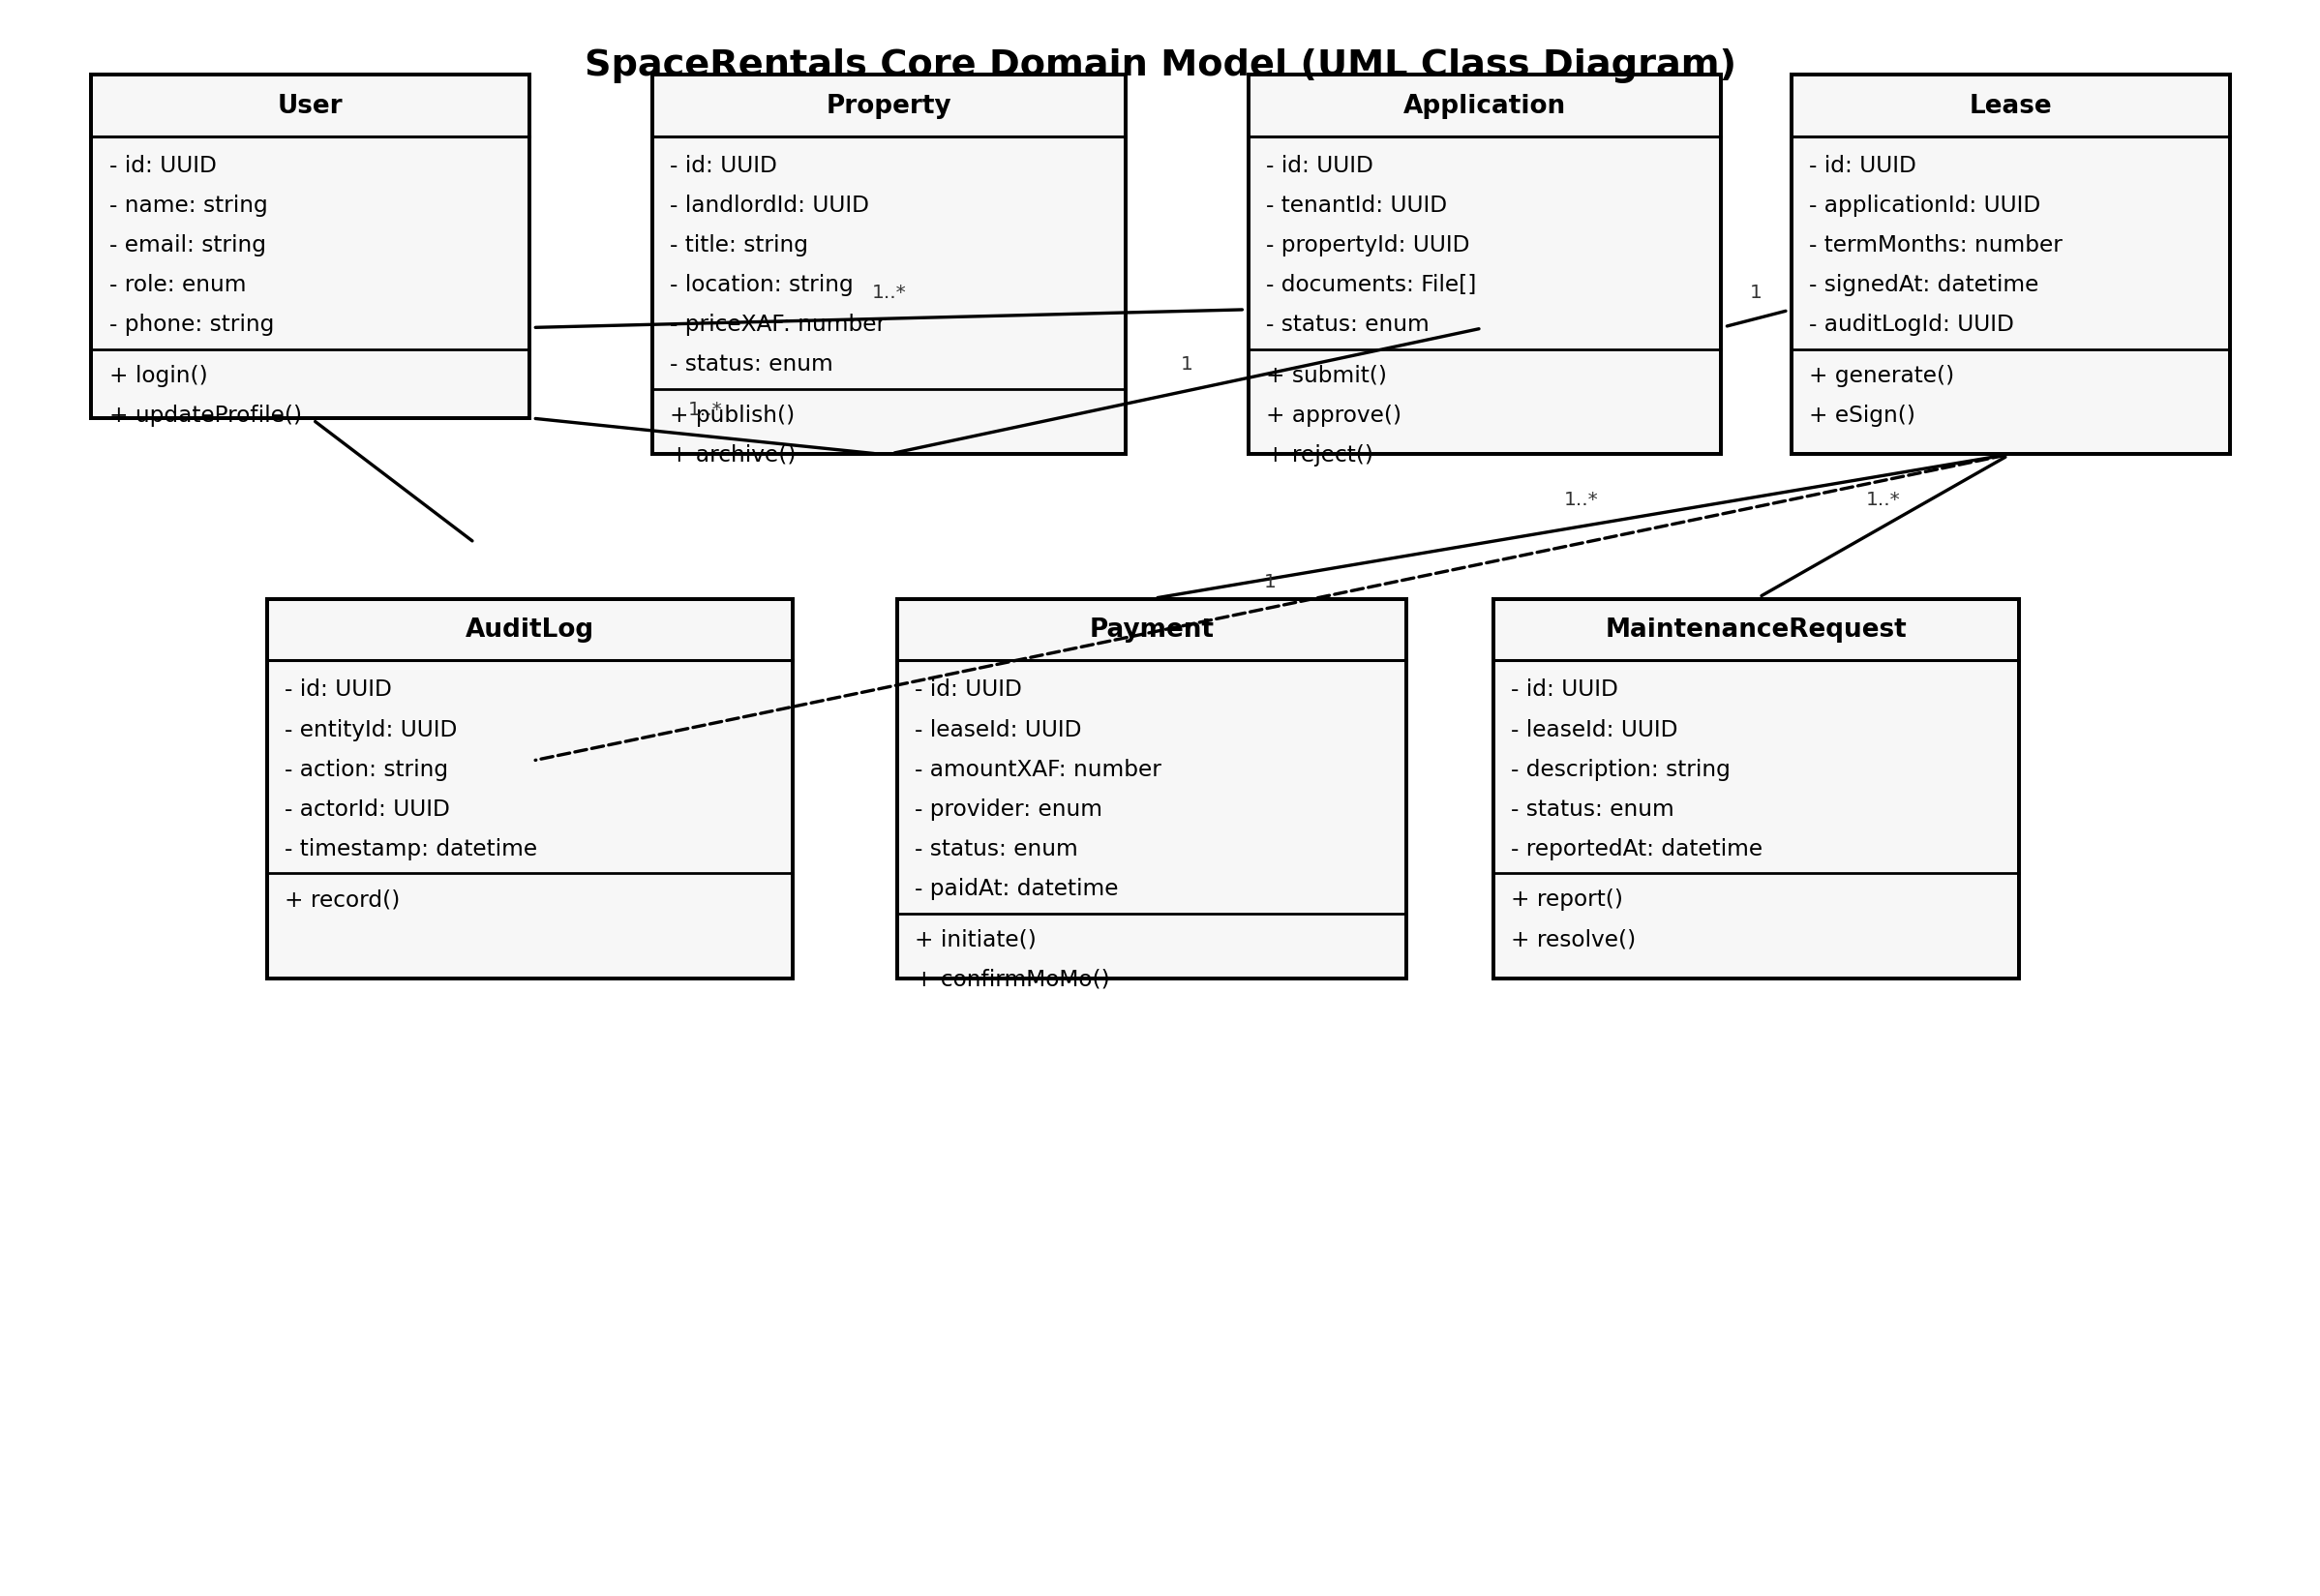 SpaceRentals Core Domain Model (UML Class Diagram)
User
- id: UUID
- name: string
- email: string
- role: enum
- phone: string
+ login()
+ updateProfile()
Property
- id: UUID
- landlordId: UUID
- title: string
- location: string
- priceXAF: number
- status: enum
+ publish()
+ archive()
Application
- id: UUID
- tenantId: UUID
- propertyId: UUID
- documents: File[]
- status: enum
+ submit()
+ approve()
+ reject()
Lease
- id: UUID
- applicationId: UUID
- termMonths: number
- signedAt: datetime
- auditLogId: UUID
+ generate()
+ eSign()
1..*
1
1
1..*
1..*
1..*
1
AuditLog
- id: UUID
- entityId: UUID
- action: string
- actorId: UUID
- timestamp: datetime
+ record()
Payment
- id: UUID
- leaseId: UUID
- amountXAF: number
- provider: enum
- status: enum
- paidAt: datetime
+ initiate()
+ confirmMoMo()
MaintenanceRequest
- id: UUID
- leaseId: UUID
- description: string
- status: enum
- reportedAt: datetime
+ report()
+ resolve()